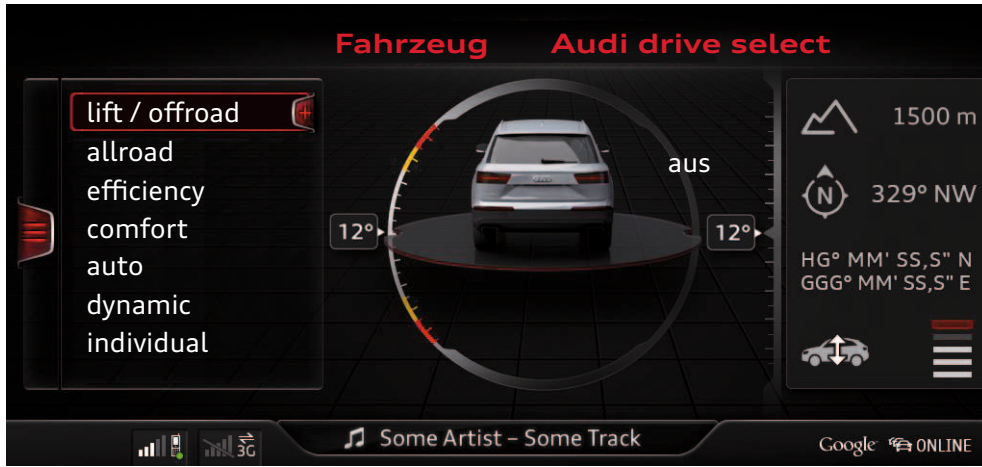 Fahrzeug Audi drive select
lift / offroad
allroad
efficiency
comfort
auto
dynamic
individual
aus
12°
12°
1500 m
N
329° NW
HG° MM' SS,S" N
GGG° MM' SS,S" E
3G
Some Artist – Some Track
Google ONLINE